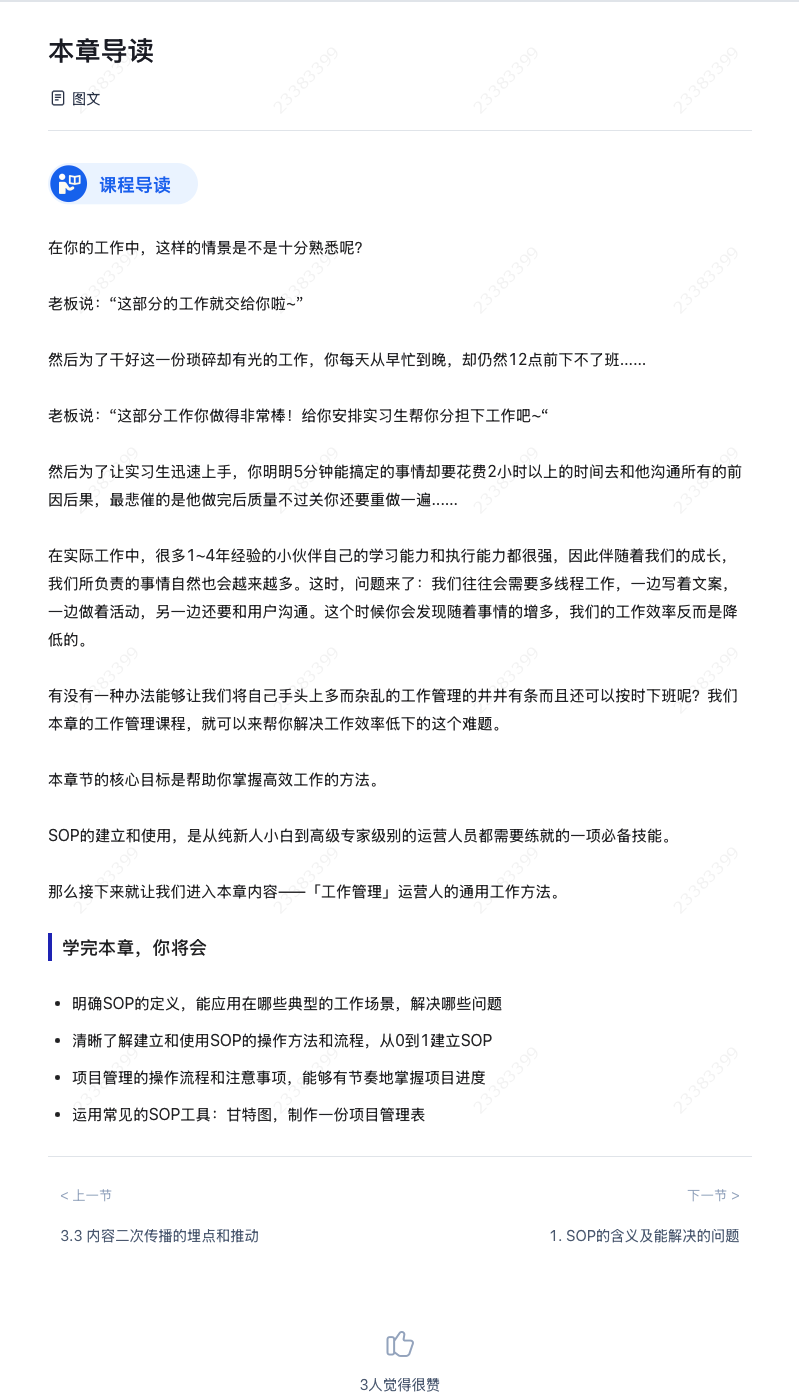 本章导读
图文
课程导读
在你的工作中，这样的情景是不是十分熟悉呢？
老板说：“这部分的工作就交给你啦~”
然后为了干好这一份琐碎却有光的工作，你每天从早忙到晚，却仍然12点前下不了班......
老板说：“这部分工作你做得非常棒！给你安排实习生帮你分担下工作吧~“
然后为了让实习生迅速上手，你明明5分钟能搞定的事情却要花费2小时以上的时间去和他沟通所有的前
因后果，最悲催的是他做完后质量不过关你还要重做一遍......
在实际工作中，很多1~4年经验的小伙伴自己的学习能力和执行能力都很强，因此伴随着我们的成长，
我们所负责的事情自然也会越来越多。这时，问题来了：我们往往会需要多线程工作，一边写着文案，
一边做着活动，另一边还要和用户沟通。这个时候你会发现随着事情的增多，我们的工作效率反而是降
低的。
有没有一种办法能够让我们将自己手头上多而杂乱的工作管理的井井有条而且还可以按时下班呢？我们
本章的工作管理课程，就可以来帮你解决工作效率低下的这个难题。
本章节的核心目标是帮助你掌握高效工作的方法。
SOP的建立和使用，是从纯新人小白到高级专家级别的运营人员都需要练就的一项必备技能。
那么接下来就让我们进入本章内容——「工作管理」运营人的通用工作方法。
学完本章，你将会
• 明确SOP的定义，能应用在哪些典型的工作场景，解决哪些问题
• 清晰了解建立和使用SOP的操作方法和流程，从0到1建立SOP
• 项目管理的操作流程和注意事项，能够有节奏地掌握项目进度
• 运用常见的SOP工具：甘特图，制作一份项目管理表
< 上一节
下一节 >
3.3 内容二次传播的埋点和推动
1. SOP的含义及能解决的问题
3人觉得很赞
23383399